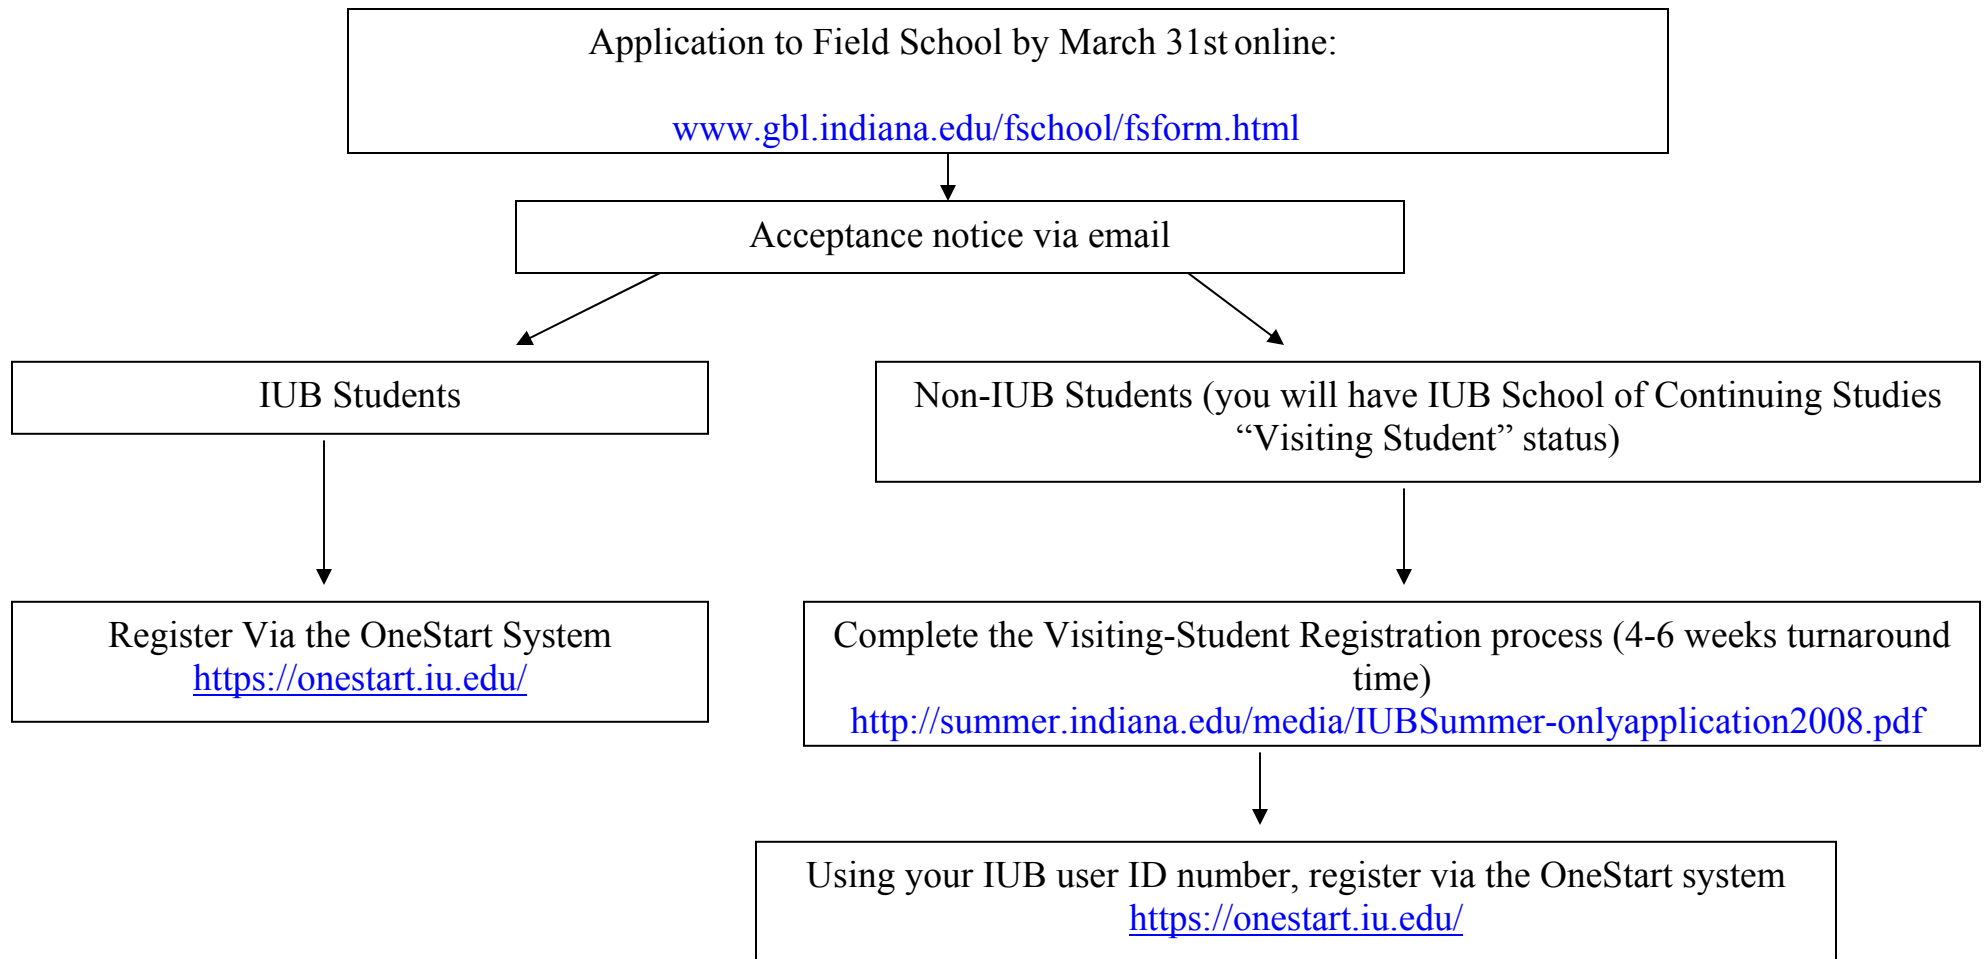 Application to Field School by March 31st online:
www.gbl.indiana.edu/fschool/fsform.html
Acceptance notice via email
IUB Students
Non-IUB Students (you will have IUB School of Continuing Studies
“Visiting Student” status)
Register Via the OneStart System
https://onestart.iu.edu/
Complete the Visiting-Student Registration process (4-6 weeks turnaround
time)
http://summer.indiana.edu/media/IUBSummer-onlyapplication2008.pdf
Using your IUB user ID number, register via the OneStart system
https://onestart.iu.edu/